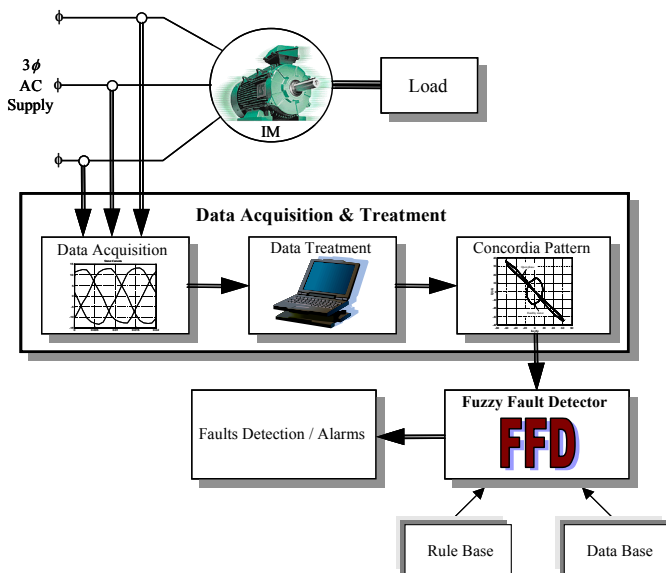 3ϕ
AC
Supply
IM
Load
Data Acquisition & Treatment
Data Acquisition
Data Treatment
Concordia Pattern
Fuzzy Fault Detector
FFD
Faults Detection / Alarms
Rule Base
Data Base